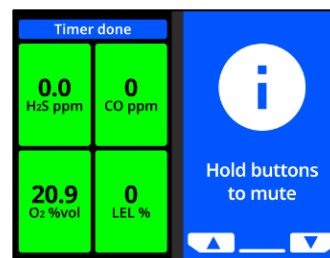 Timer done
0.0
H₂S ppm
0
CO ppm
20.9
O₂ %vol
0
LEL %
i
Hold buttons
to mute